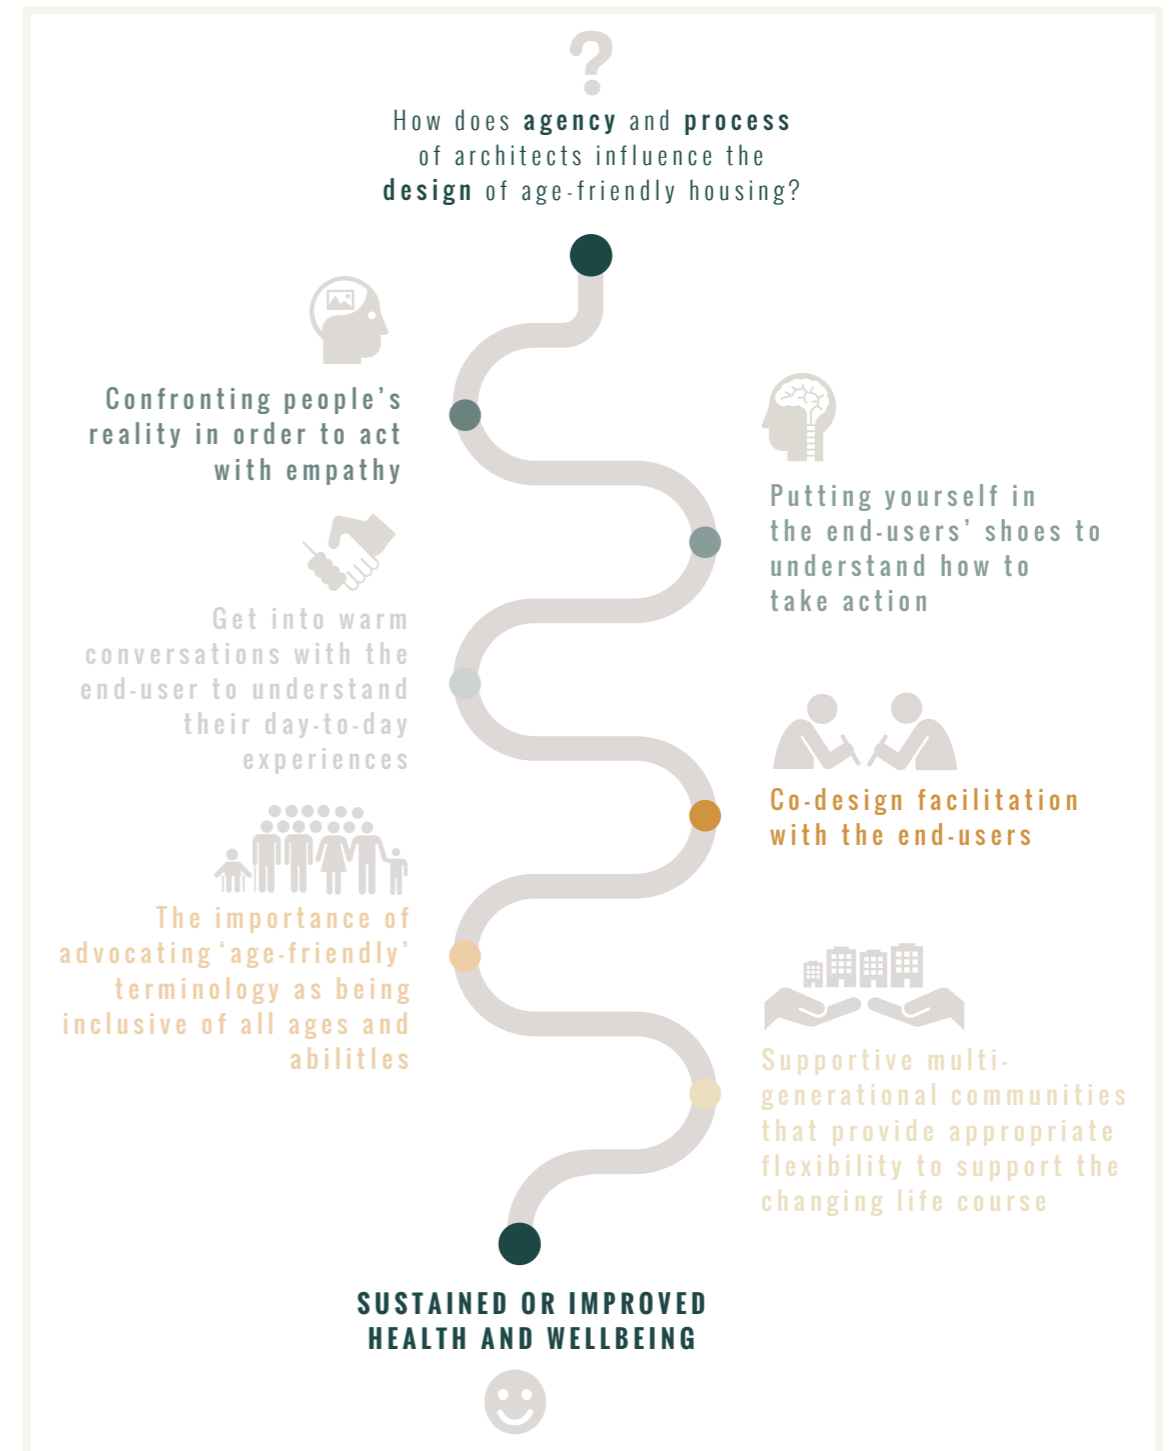 How does agency and process
of architects influence the
design of age-friendly housing?
Confronting people's
reality in order to act
with empathy
Putting yourself in
the end-users' shoes to
understand how to
take action
Get into warm
conversations with the
end-user to understand
their day-to-day
experiences
Co-design facilitation
with the end-users
The importance of
advocating 'age-friendly'
terminology as being
inclusive of all ages and
abilitles
Supportive multi-
generational communities
that provide appropriate
flexibility to support the
changing life course
SUSTAINED OR IMPROVED
HEALTH AND WELLBEING